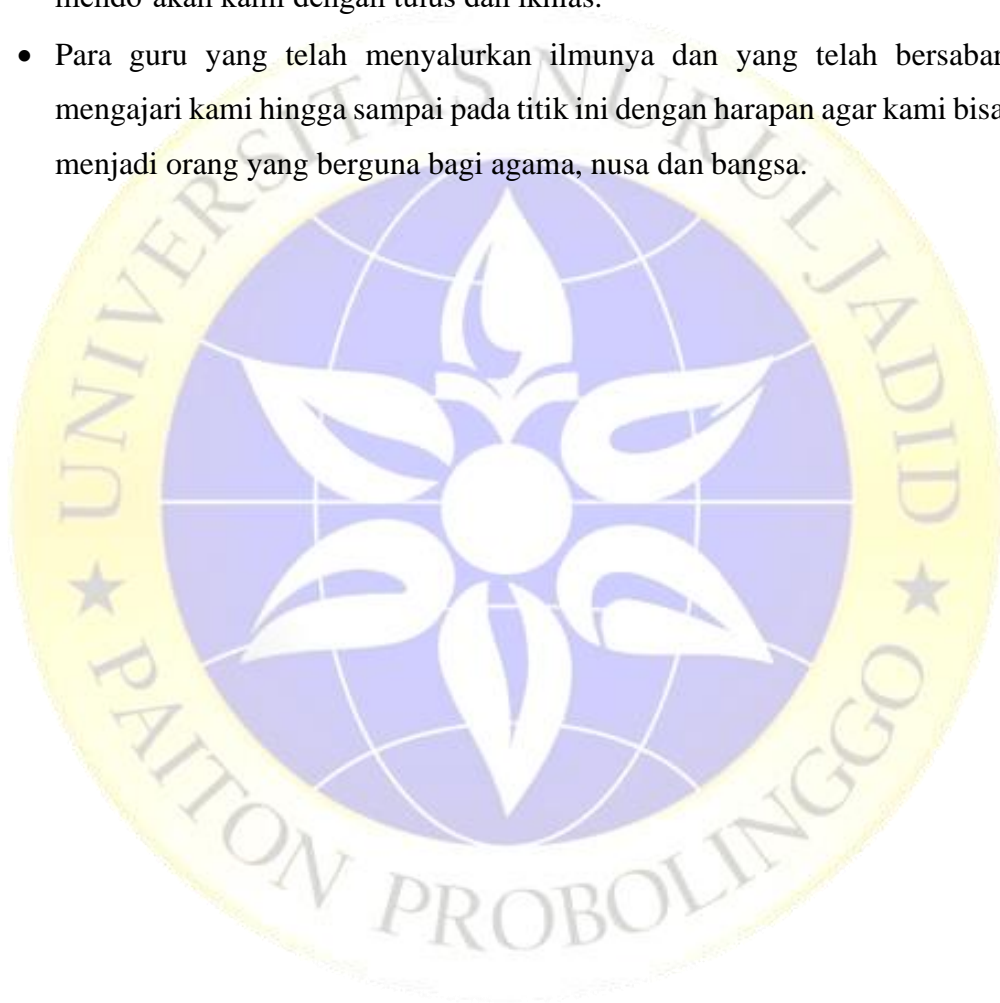 mendo'akan kami dengan tulus dan ikhlas.
• Para guru yang telah menyalurkan ilmunya dan yang telah bersabar
mengajari kami hingga sampai pada titik ini dengan harapan agar kami bisa
menjadi orang yang berguna bagi agama, nusa dan bangsa.
UNIVERSITAS NURUL JADID
★ PAITON PROBOLINGGO ★